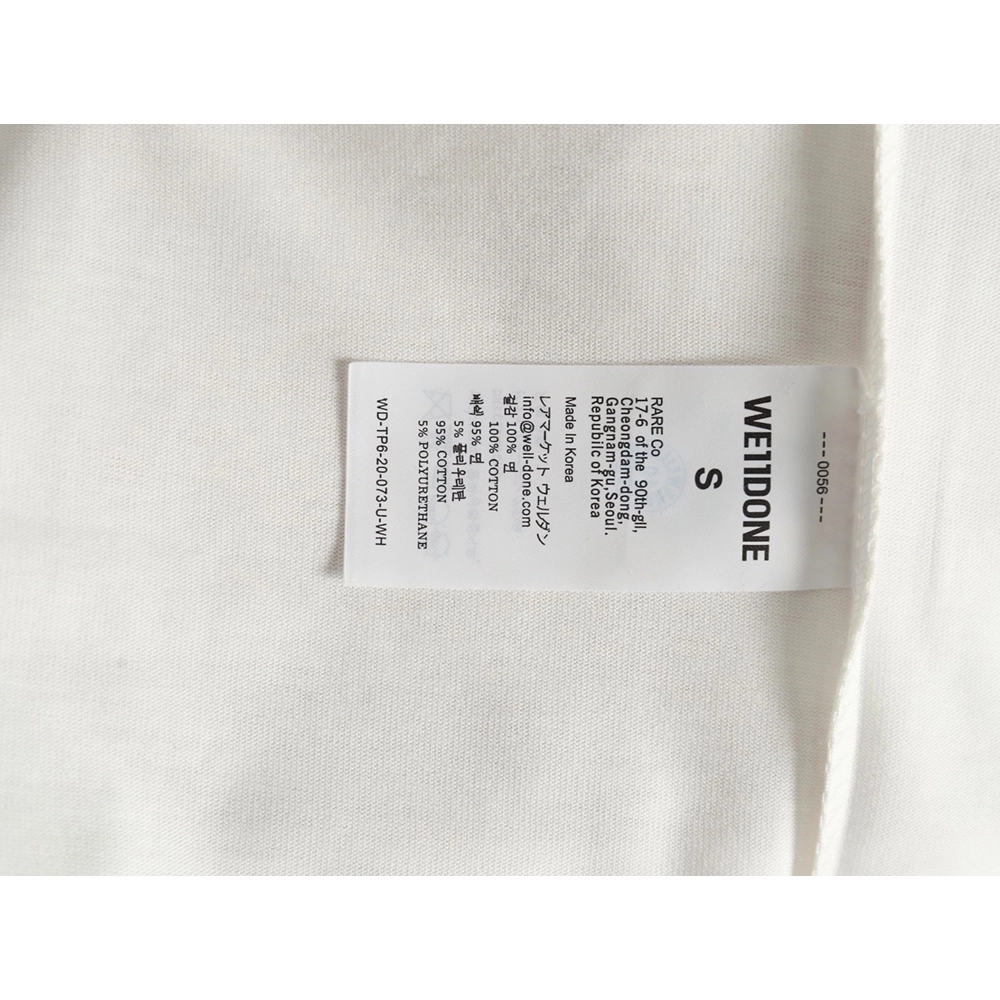 --- 0056 ---
WE11DONE
S
RARE Co
17-6 of the 90th-gil,
Cheongdam-dong,
Gangnam-gu, Seoul.
Republic of Korea
Made In Korea
レアマーケット ウェルダン
info@well-done.com
겉감 100% 면
100% COTTON
배색 95% 면
5% 폴리우레탄
95% COTTON
5% POLYURETHANE
WD-TP6-20-073-U-WH